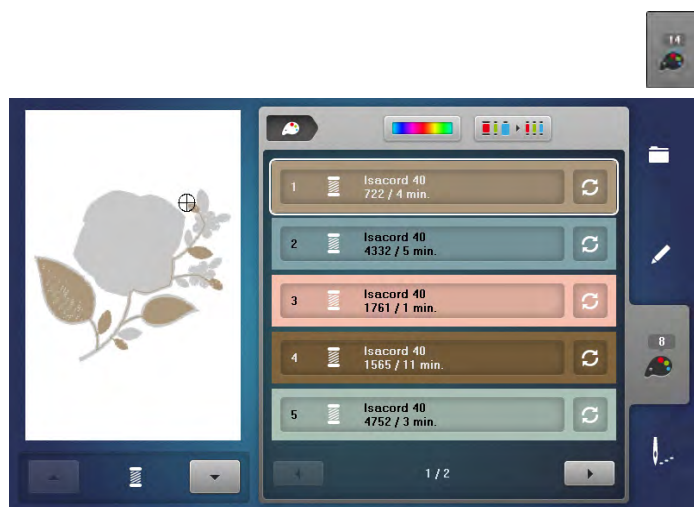 14
1
Isacord 40
722 / 4 min.
2
Isacord 40
4332 / 5 min.
3
Isacord 40
1761 / 1 min.
4
Isacord 40
1565 / 11 min.
5
Isacord 40
4752 / 3 min.
8
1 / 2